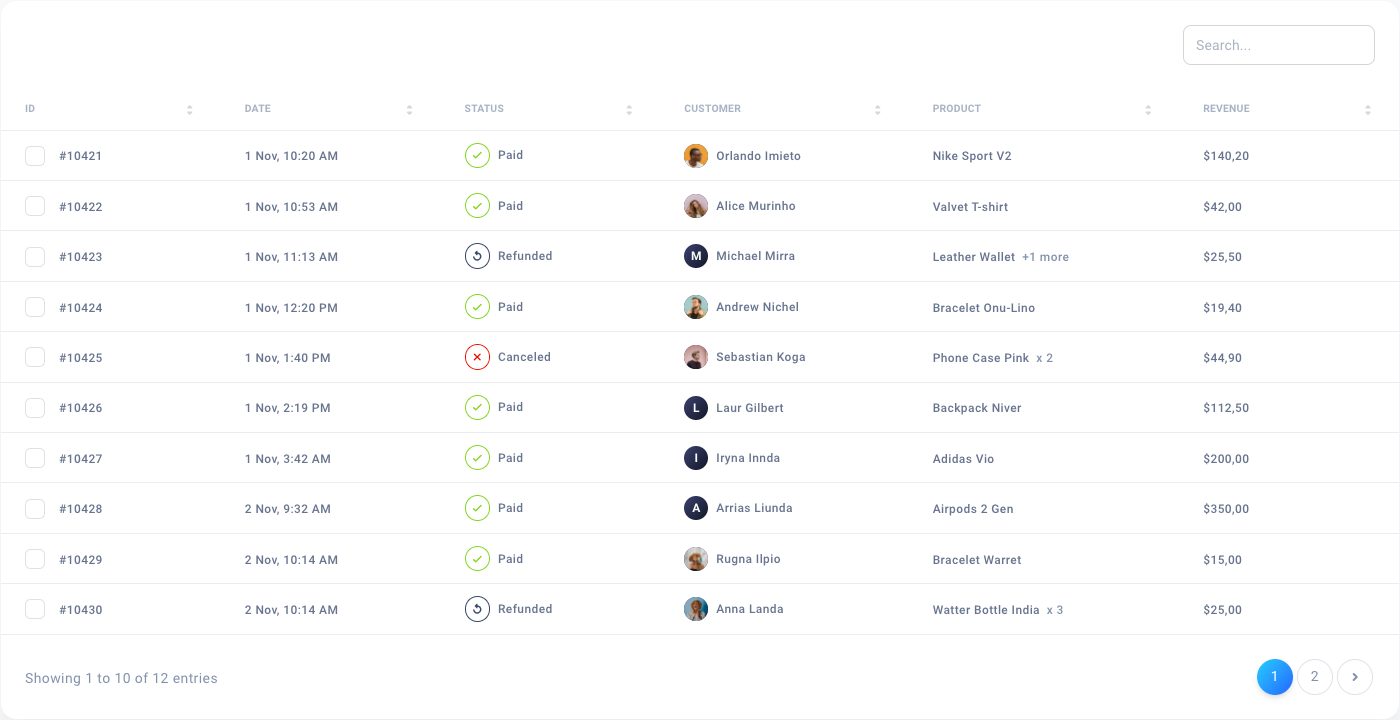 Search...
ID DATE STATUS CUSTOMER PRODUCT REVENUE
#10421 1 Nov, 10:20 AM Paid Orlando Imieto Nike Sport V2 $140,20
#10422 1 Nov, 10:53 AM Paid Alice Murinho Valvet T-shirt $42,00
#10423 1 Nov, 11:13 AM Refunded M Michael Mirra Leather Wallet +1 more $25,50
#10424 1 Nov, 12:20 PM Paid Andrew Nichel Bracelet Onu-Lino $19,40
#10425 1 Nov, 1:40 PM Canceled Sebastian Koga Phone Case Pink x 2 $44,90
#10426 1 Nov, 2:19 PM Paid L Laur Gilbert Backpack Niver $112,50
#10427 1 Nov, 3:42 AM Paid I Iryna Innda Adidas Vio $200,00
#10428 2 Nov, 9:32 AM Paid A Arrias Liunda Airpods 2 Gen $350,00
#10429 2 Nov, 10:14 AM Paid Rugna Ilpio Bracelet Warret $15,00
#10430 2 Nov, 10:14 AM Refunded Anna Landa Watter Bottle India x 3 $25,00
Showing 1 to 10 of 12 entries 1 2